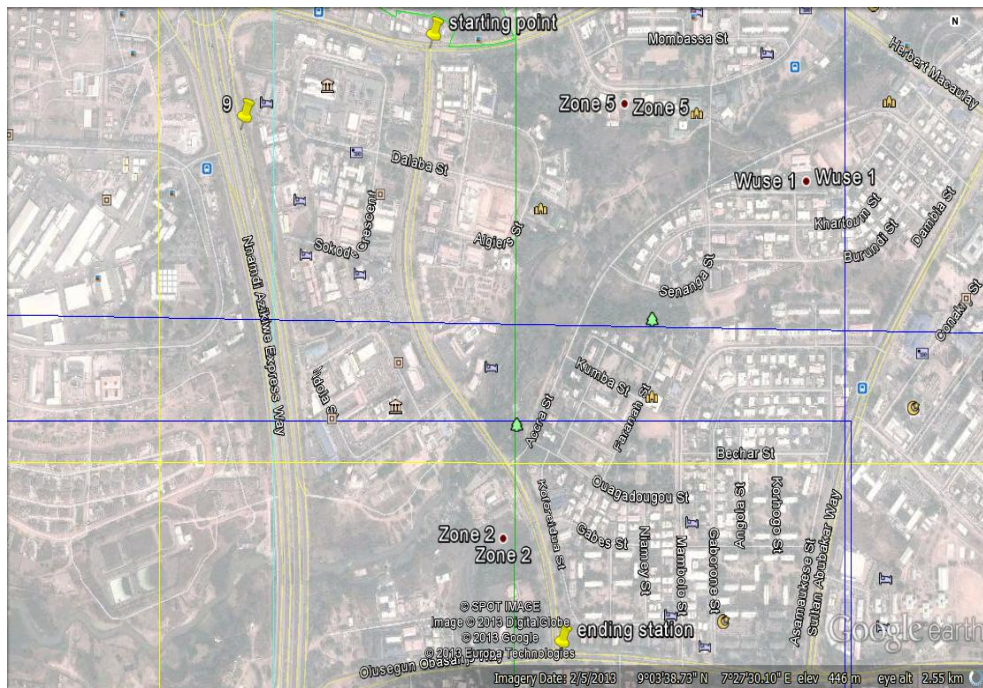 starting point
N
Mombassa St
Herbert Macaulay
9
Zone 5
Zone 5
Dalaba St
Wuse 1
Wuse 1
Khartoum St
Dambia St
Sokode Crescent
Algiers St
Burundi St
Nnamdi Azikiwe Express Way
Senanga St
Conakry St
Ndola St
Kumba St
Faranah St
Accra St
Bechar St
Ouagadougou St
Koforidua St
Gabes St
Niamey St
Mambolo St
Gaborone St
Angola St
Korhogo St
Asamaukese St
Sultan Abubakar Way
Zone 2
Zone 2
© SPOT IMAGE
Image © 2013 DigitalGlobe
© 2013 Google
© 2013 Europa Technologies
ending station
Google earth
Olusegun Obasanjo Way
Imagery Date: 2/5/2013 9°03'38.73" N 7°27'30.10" E elev 446 m eye alt 2.55 km